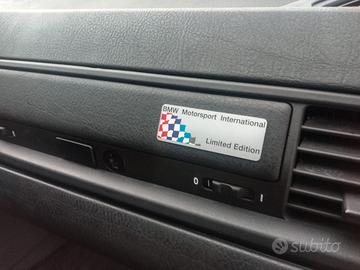 BMW Motorsport International
Limited Edition
0
I
subito